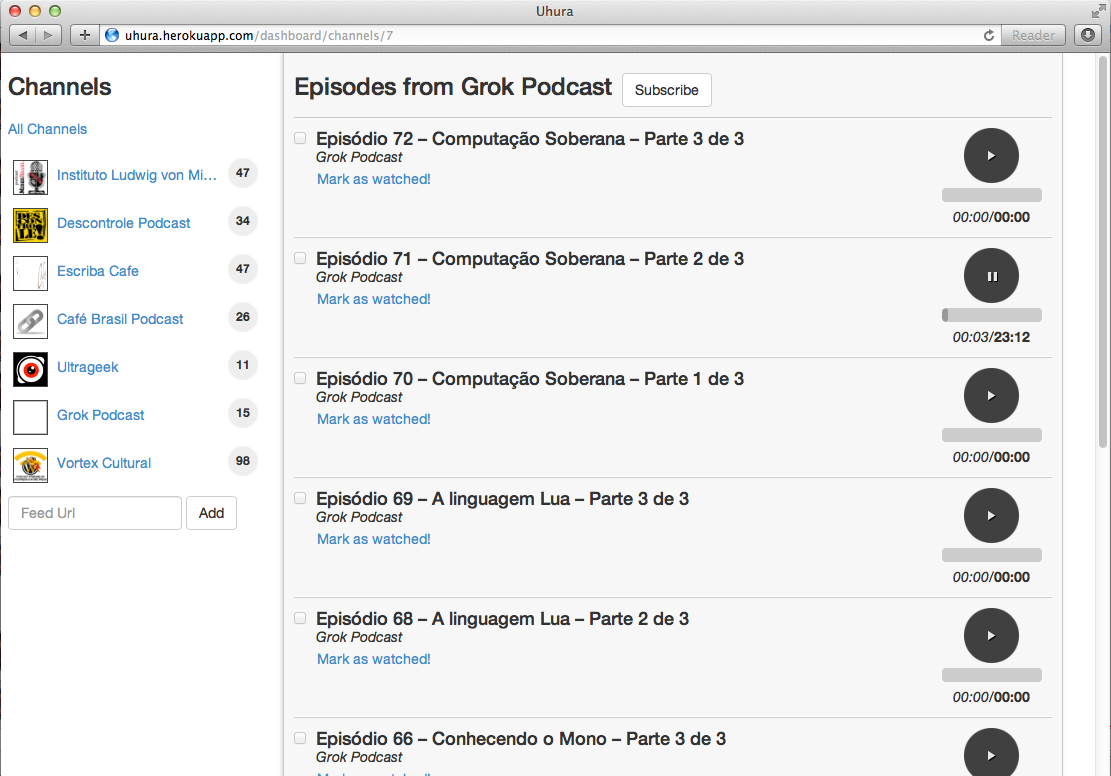 Uhura
uhura.herokuapp.com/dashboard/channels/7
Reader
Channels
All Channels
Instituto Ludwig von Mi... 47
Descontrole Podcast 34
Escriba Cafe 47
Café Brasil Podcast 26
Ultrageek 11
Grok Podcast 15
Vortex Cultural 98
Feed Url Add
Episodes from Grok Podcast Subscribe
Episódio 72 – Computação Soberana – Parte 3 de 3
Grok Podcast
Mark as watched!
00:00/00:00
Episódio 71 – Computação Soberana – Parte 2 de 3
Grok Podcast
Mark as watched!
00:03/23:12
Episódio 70 – Computação Soberana – Parte 1 de 3
Grok Podcast
Mark as watched!
00:00/00:00
Episódio 69 – A linguagem Lua – Parte 3 de 3
Grok Podcast
Mark as watched!
00:00/00:00
Episódio 68 – A linguagem Lua – Parte 2 de 3
Grok Podcast
Mark as watched!
00:00/00:00
Episódio 66 – Conhecendo o Mono – Parte 3 de 3
Grok Podcast
Mark as watched!